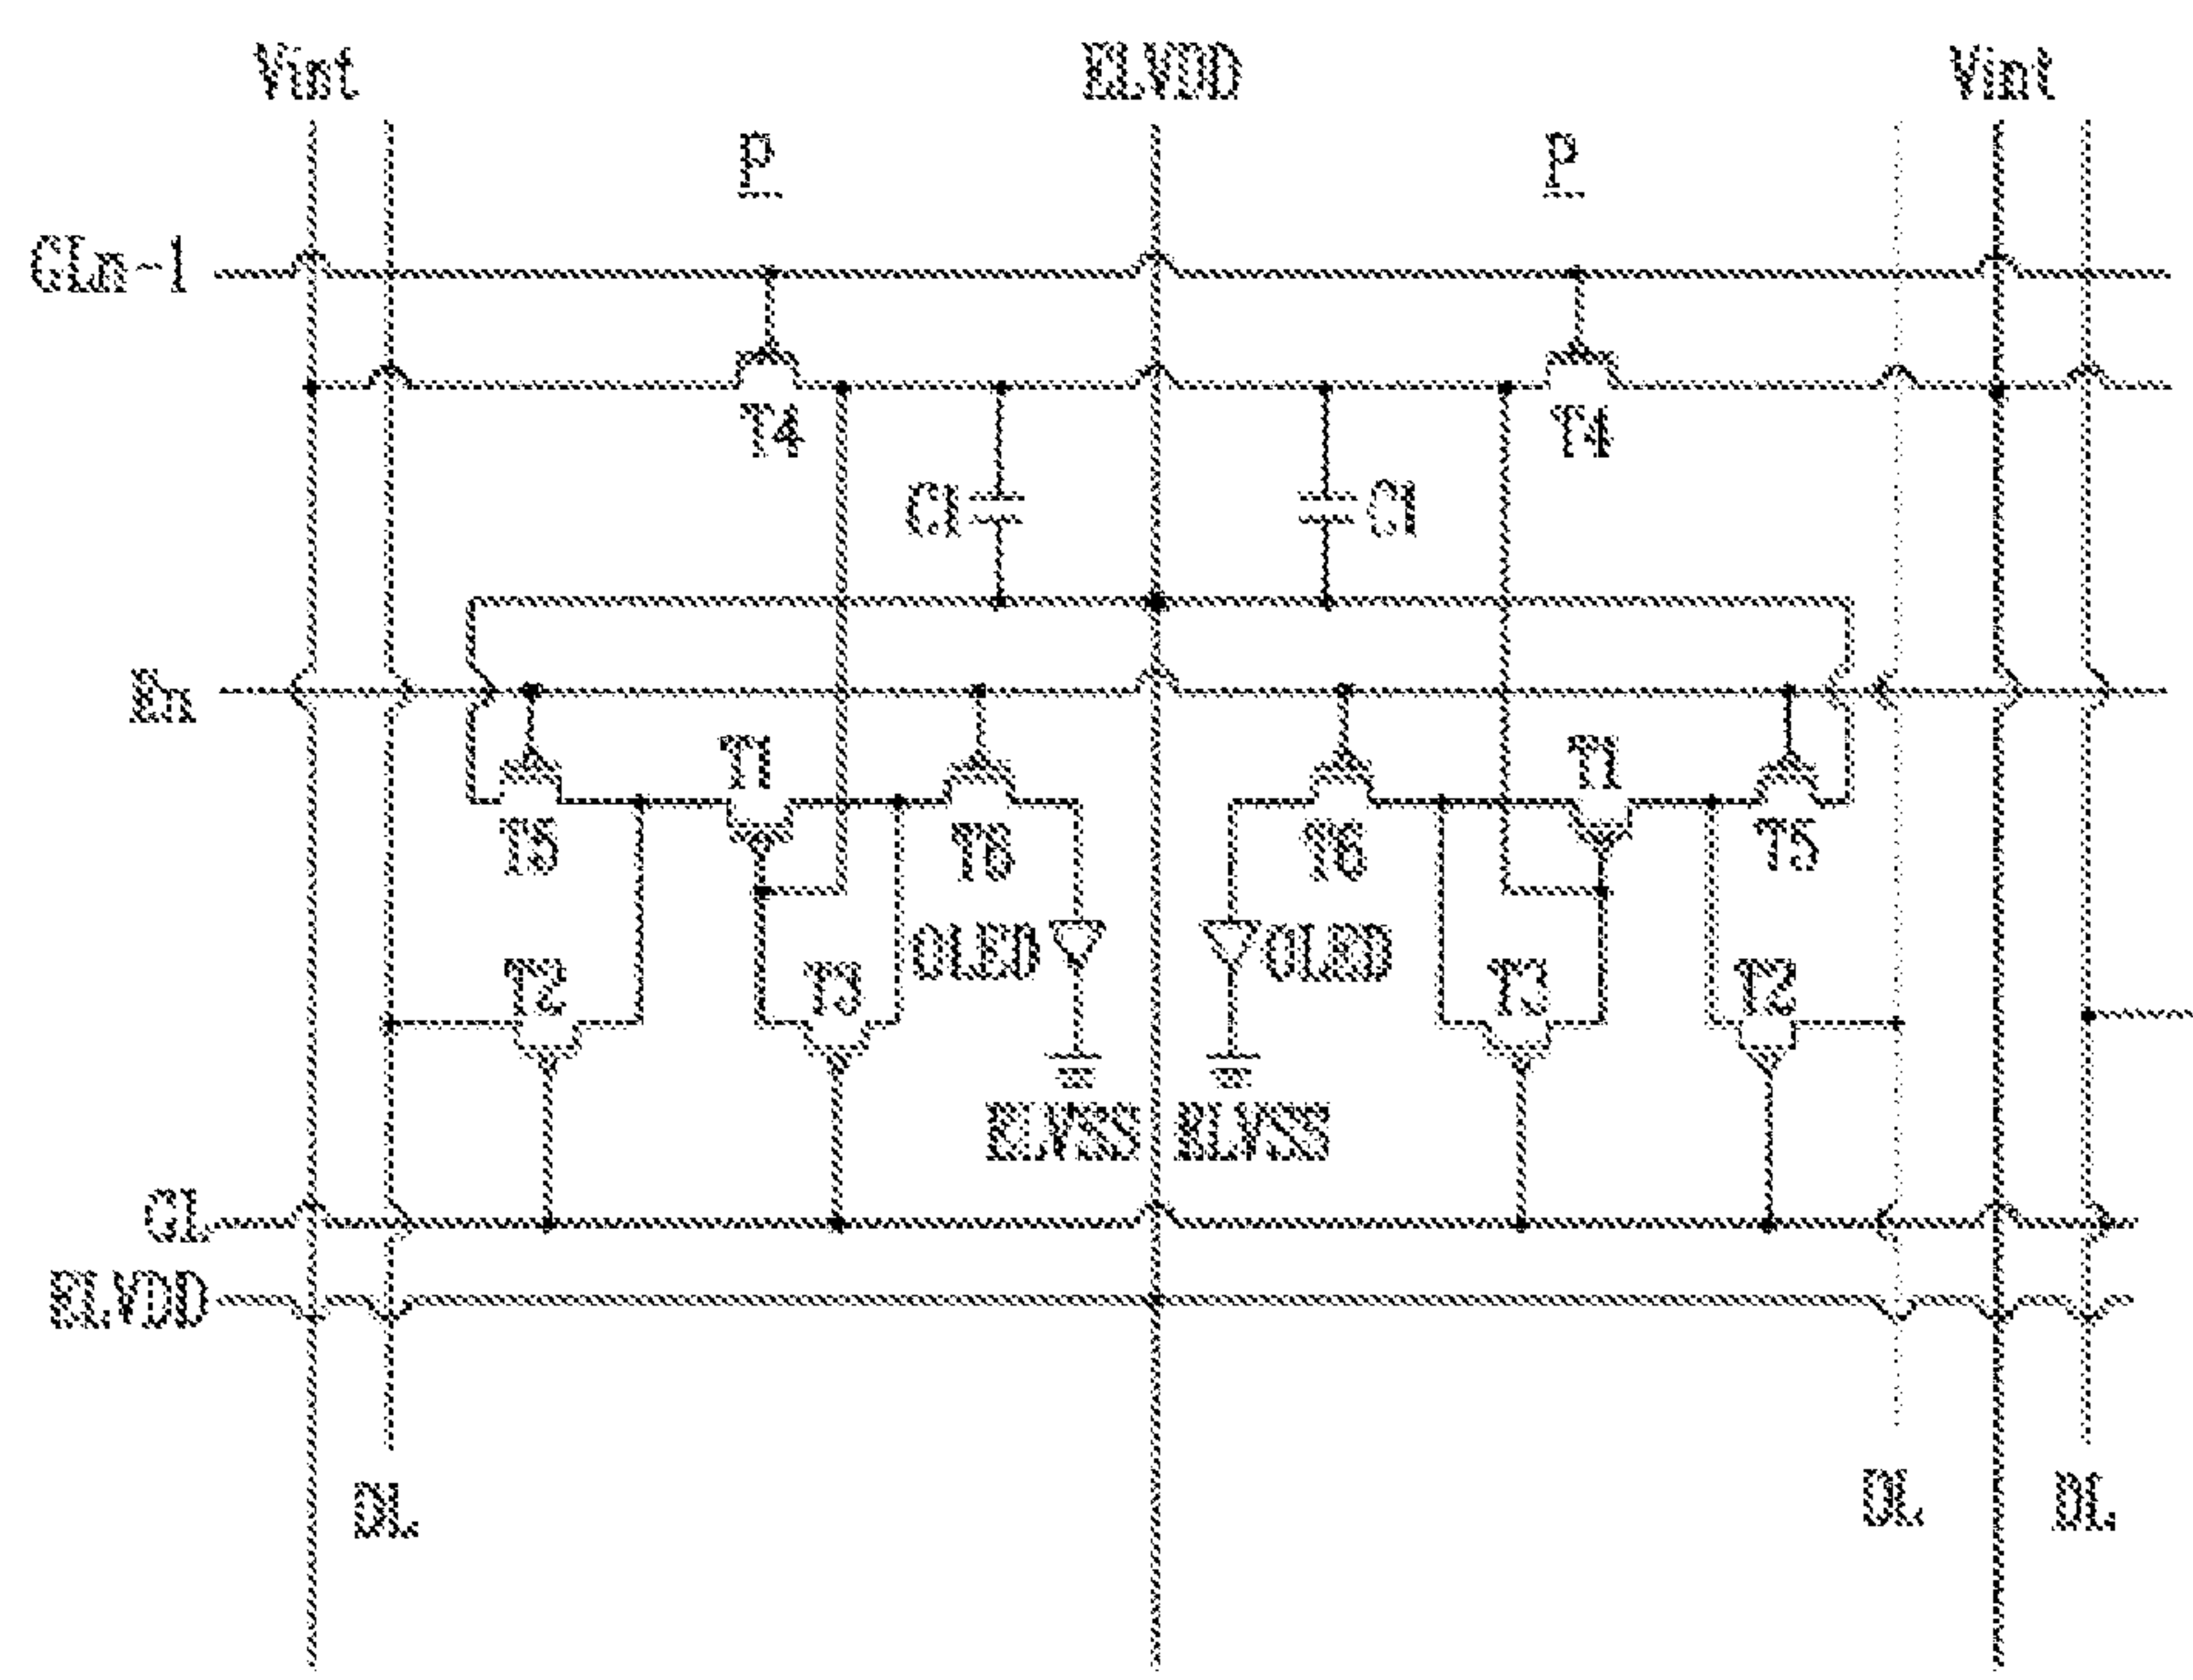 Vint ELVDD Vint
P P
GLn-1
T4 T4
C1 C1
En
T1 T1
T5 T6 T6 T5
OLED OLED
T2 T3 T3 T2
ELVSS ELVSS
GL
ELVDD
DL DL DL